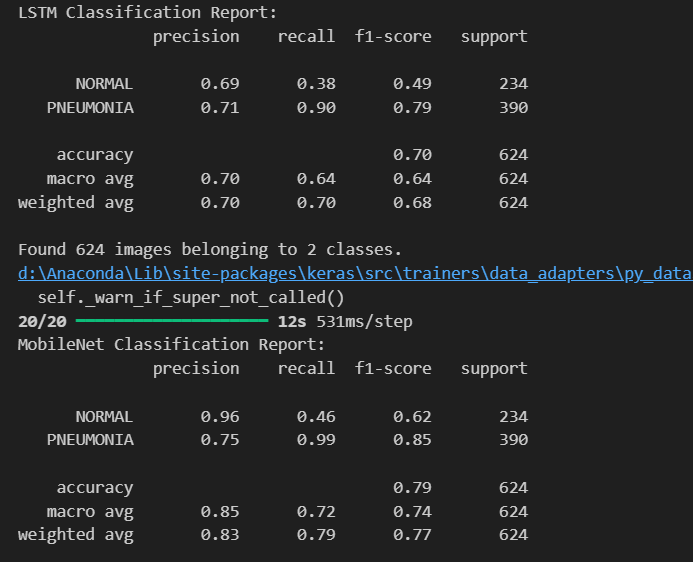 LSTM Classification Report:
precision recall f1-score support
NORMAL 0.69 0.38 0.49 234
PNEUMONIA 0.71 0.90 0.79 390
accuracy 0.70 624
macro avg 0.70 0.64 0.64 624
weighted avg 0.70 0.70 0.68 624
Found 624 images belonging to 2 classes.
d:\Anaconda\Lib\site-packages\keras\src\trainers\data_adapters\py_data
self._warn_if_super_not_called()
20/20 12s 531ms/step
MobileNet Classification Report:
precision recall f1-score support
NORMAL 0.96 0.46 0.62 234
PNEUMONIA 0.75 0.99 0.85 390
accuracy 0.79 624
macro avg 0.85 0.72 0.74 624
weighted avg 0.83 0.79 0.77 624